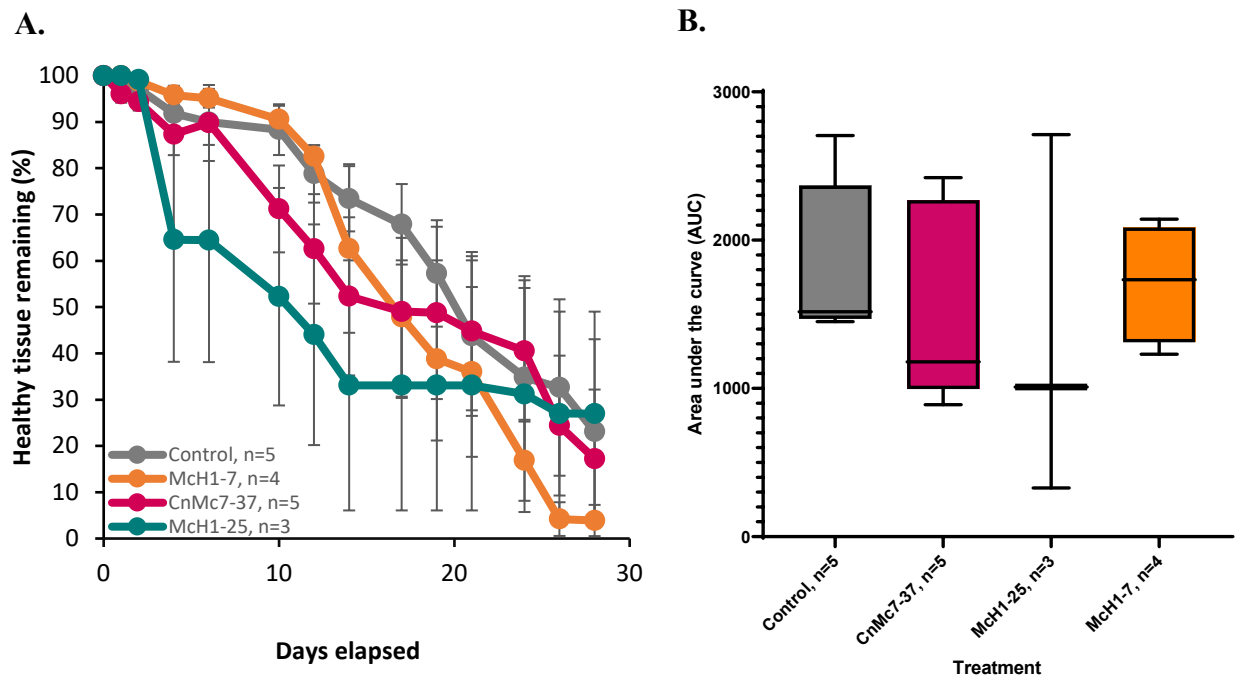 A.
Healthy tissue remaining (%)
100
90
80
70
60
50
40
30
20
10
0
Control, n=5
McH1-7, n=4
CnMc7-37, n=5
McH1-25, n=3
0
10
20
30
Days elapsed
B.
Area under the curve (AUC)
3000
2000
1000
0
Control, n=5
CnMc7-37, n=5
McH1-25, n=3
McH1-7, n=4
Treatment